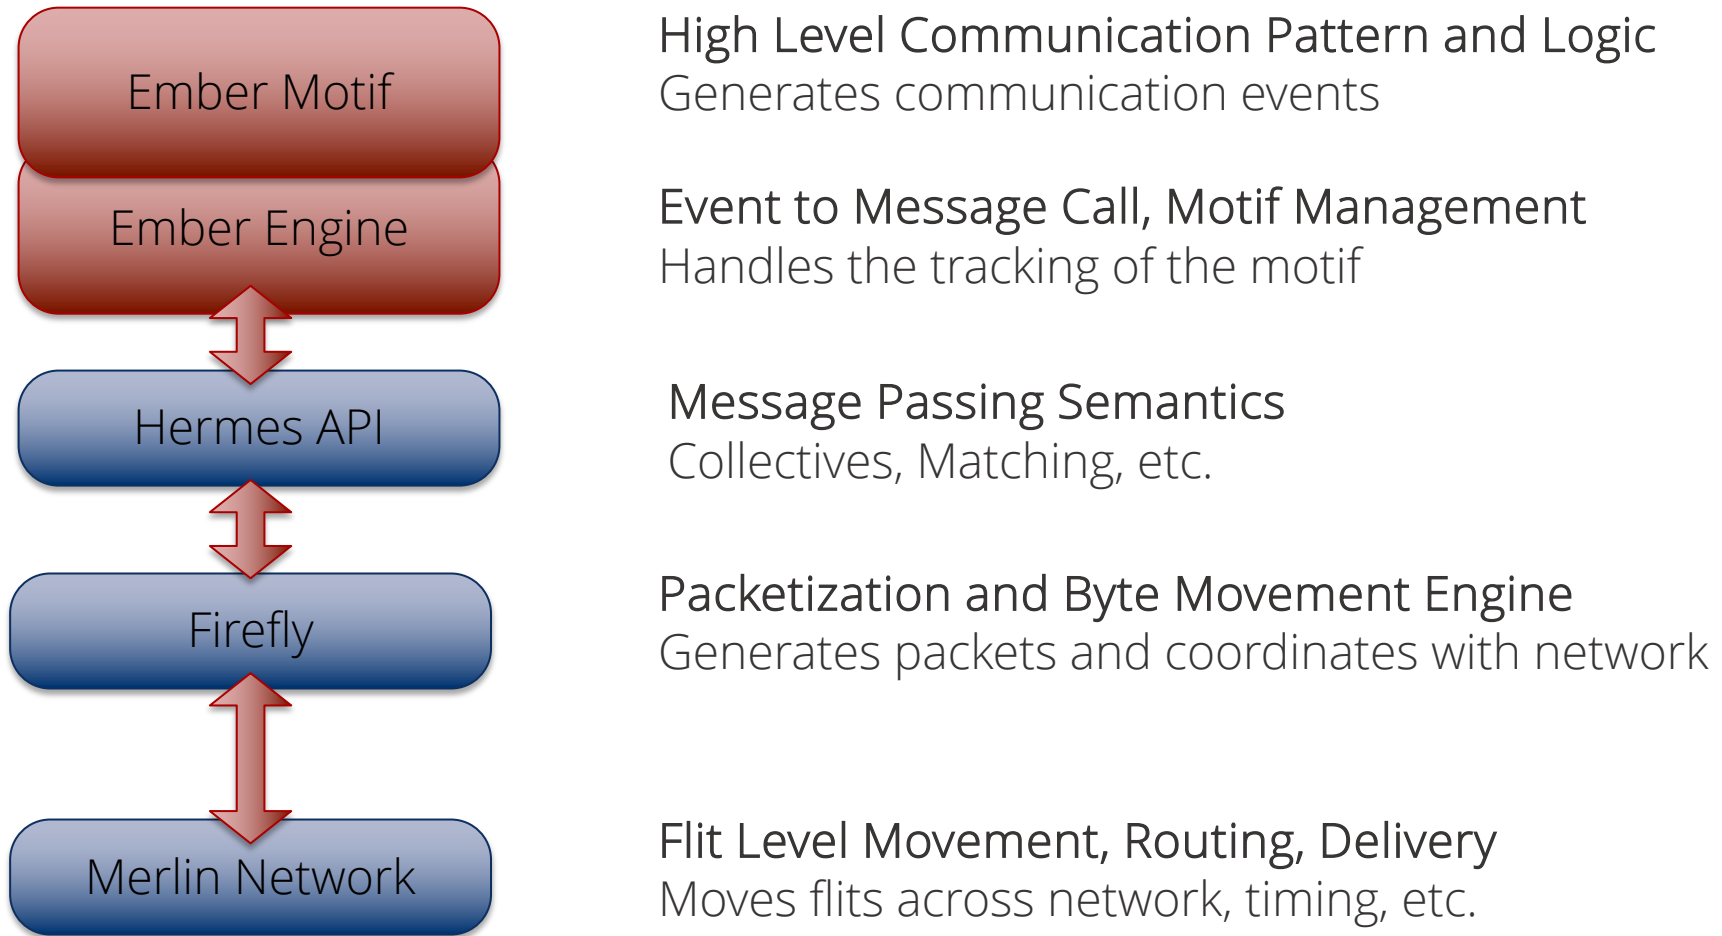 Ember Motif
High Level Communication Pattern and Logic
Generates communication events
Ember Engine
Event to Message Call, Motif Management
Handles the tracking of the motif
Hermes API
Message Passing Semantics
Collectives, Matching, etc.
Firefly
Packetization and Byte Movement Engine
Generates packets and coordinates with network
Merlin Network
Flit Level Movement, Routing, Delivery
Moves flits across network, timing, etc.